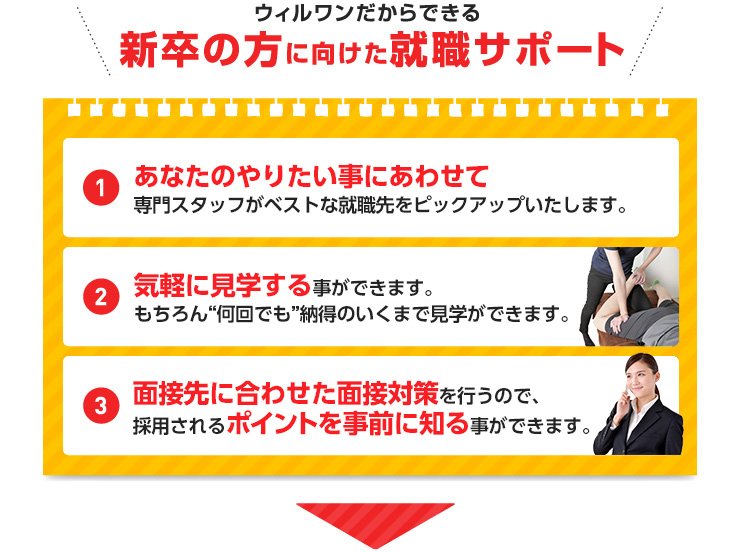 ウィルワンだからできる
新卒の方に向けた就職サポート
1 あなたのやりたい事にあわせて
専門スタッフがベストな就職先をピックアップいたします。
2 気軽に見学する事ができます。
もちろん“何回でも”納得のいくまで見学ができます。
3 面接先に合わせた面接対策を行うので、
採用されるポイントを事前に知る事ができます。